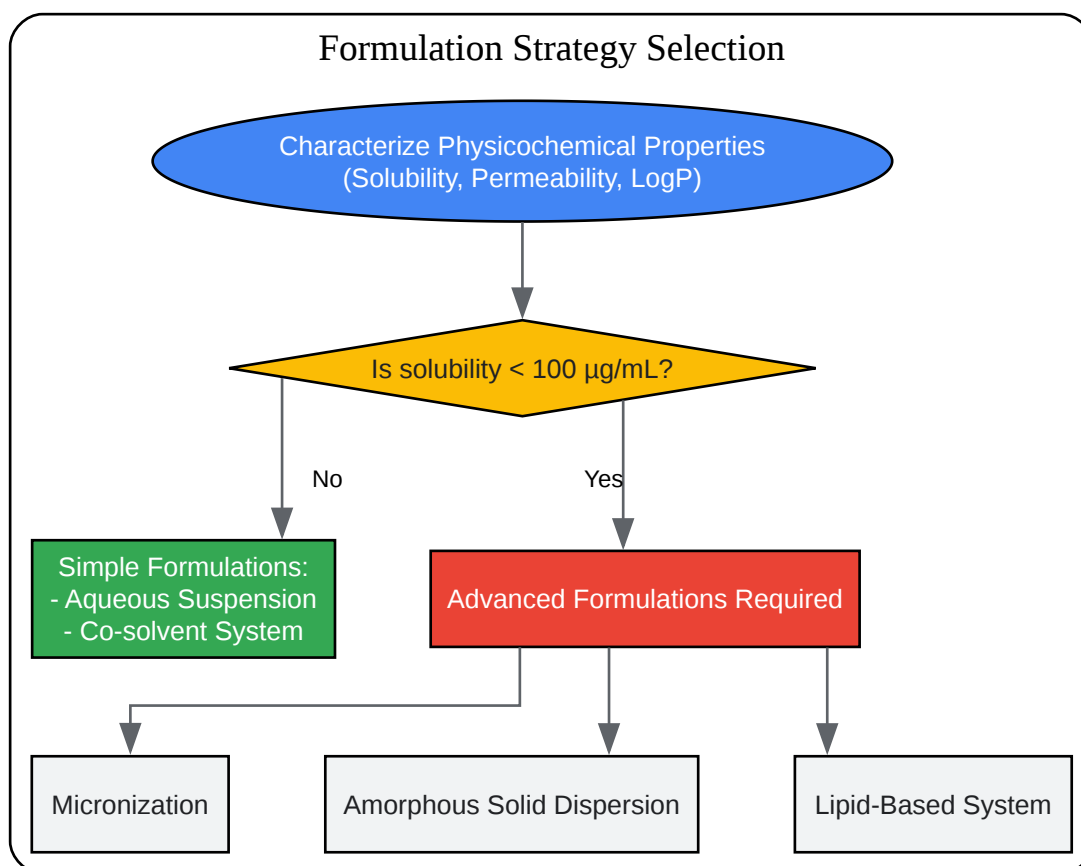 Formulation Strategy Selection
Characterize Physicochemical Properties
(Solubility, Permeability, LogP)
Is solubility < 100 µg/mL?
No
Yes
Simple Formulations:
- Aqueous Suspension
- Co-solvent System
Advanced Formulations Required
Micronization
Amorphous Solid Dispersion
Lipid-Based System